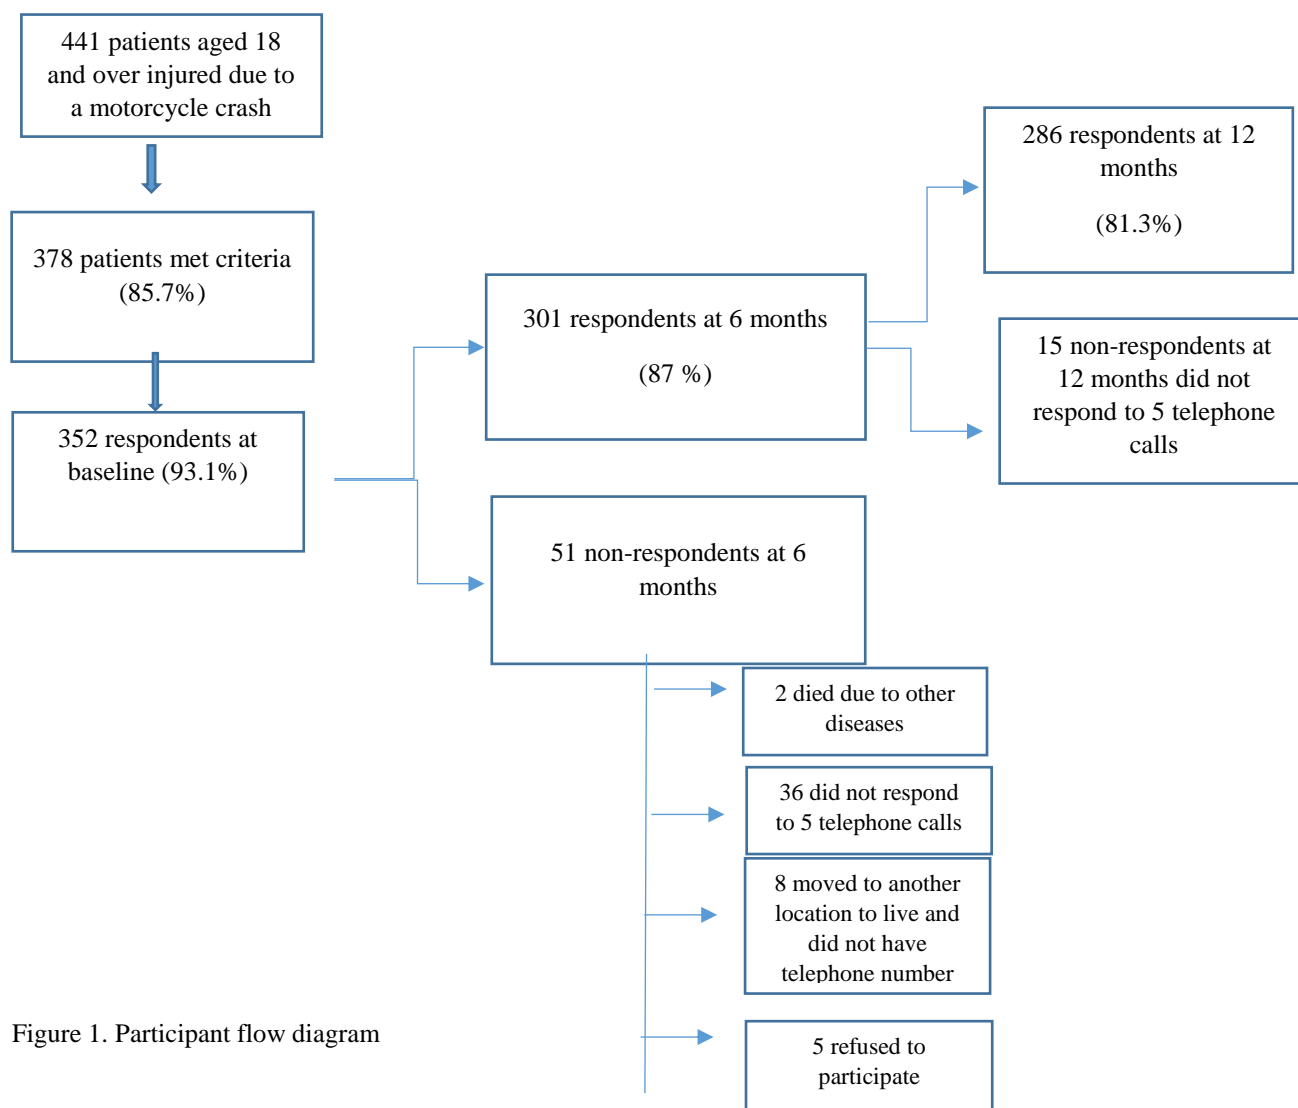 441 patients aged 18
and over injured due to
a motorcycle crash
378 patients met criteria
(85.7%)
352 respondents at
baseline (93.1%)
301 respondents at 6 months
(87 %)
286 respondents at 12
months
(81.3%)
15 non-respondents at
12 months did not
respond to 5 telephone
calls
51 non-respondents at 6
months
2 died due to other
diseases
36 did not respond
to 5 telephone calls
8 moved to another
location to live and
did not have
telephone number
5 refused to
participate
Figure 1. Participant flow diagram